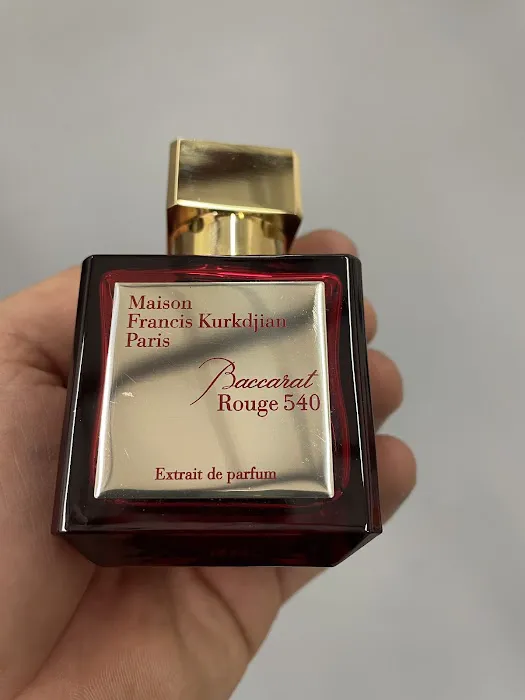 Maison
Francis Kurkdjian
Paris
Baccarat
Rouge 540
Extrait de parfum